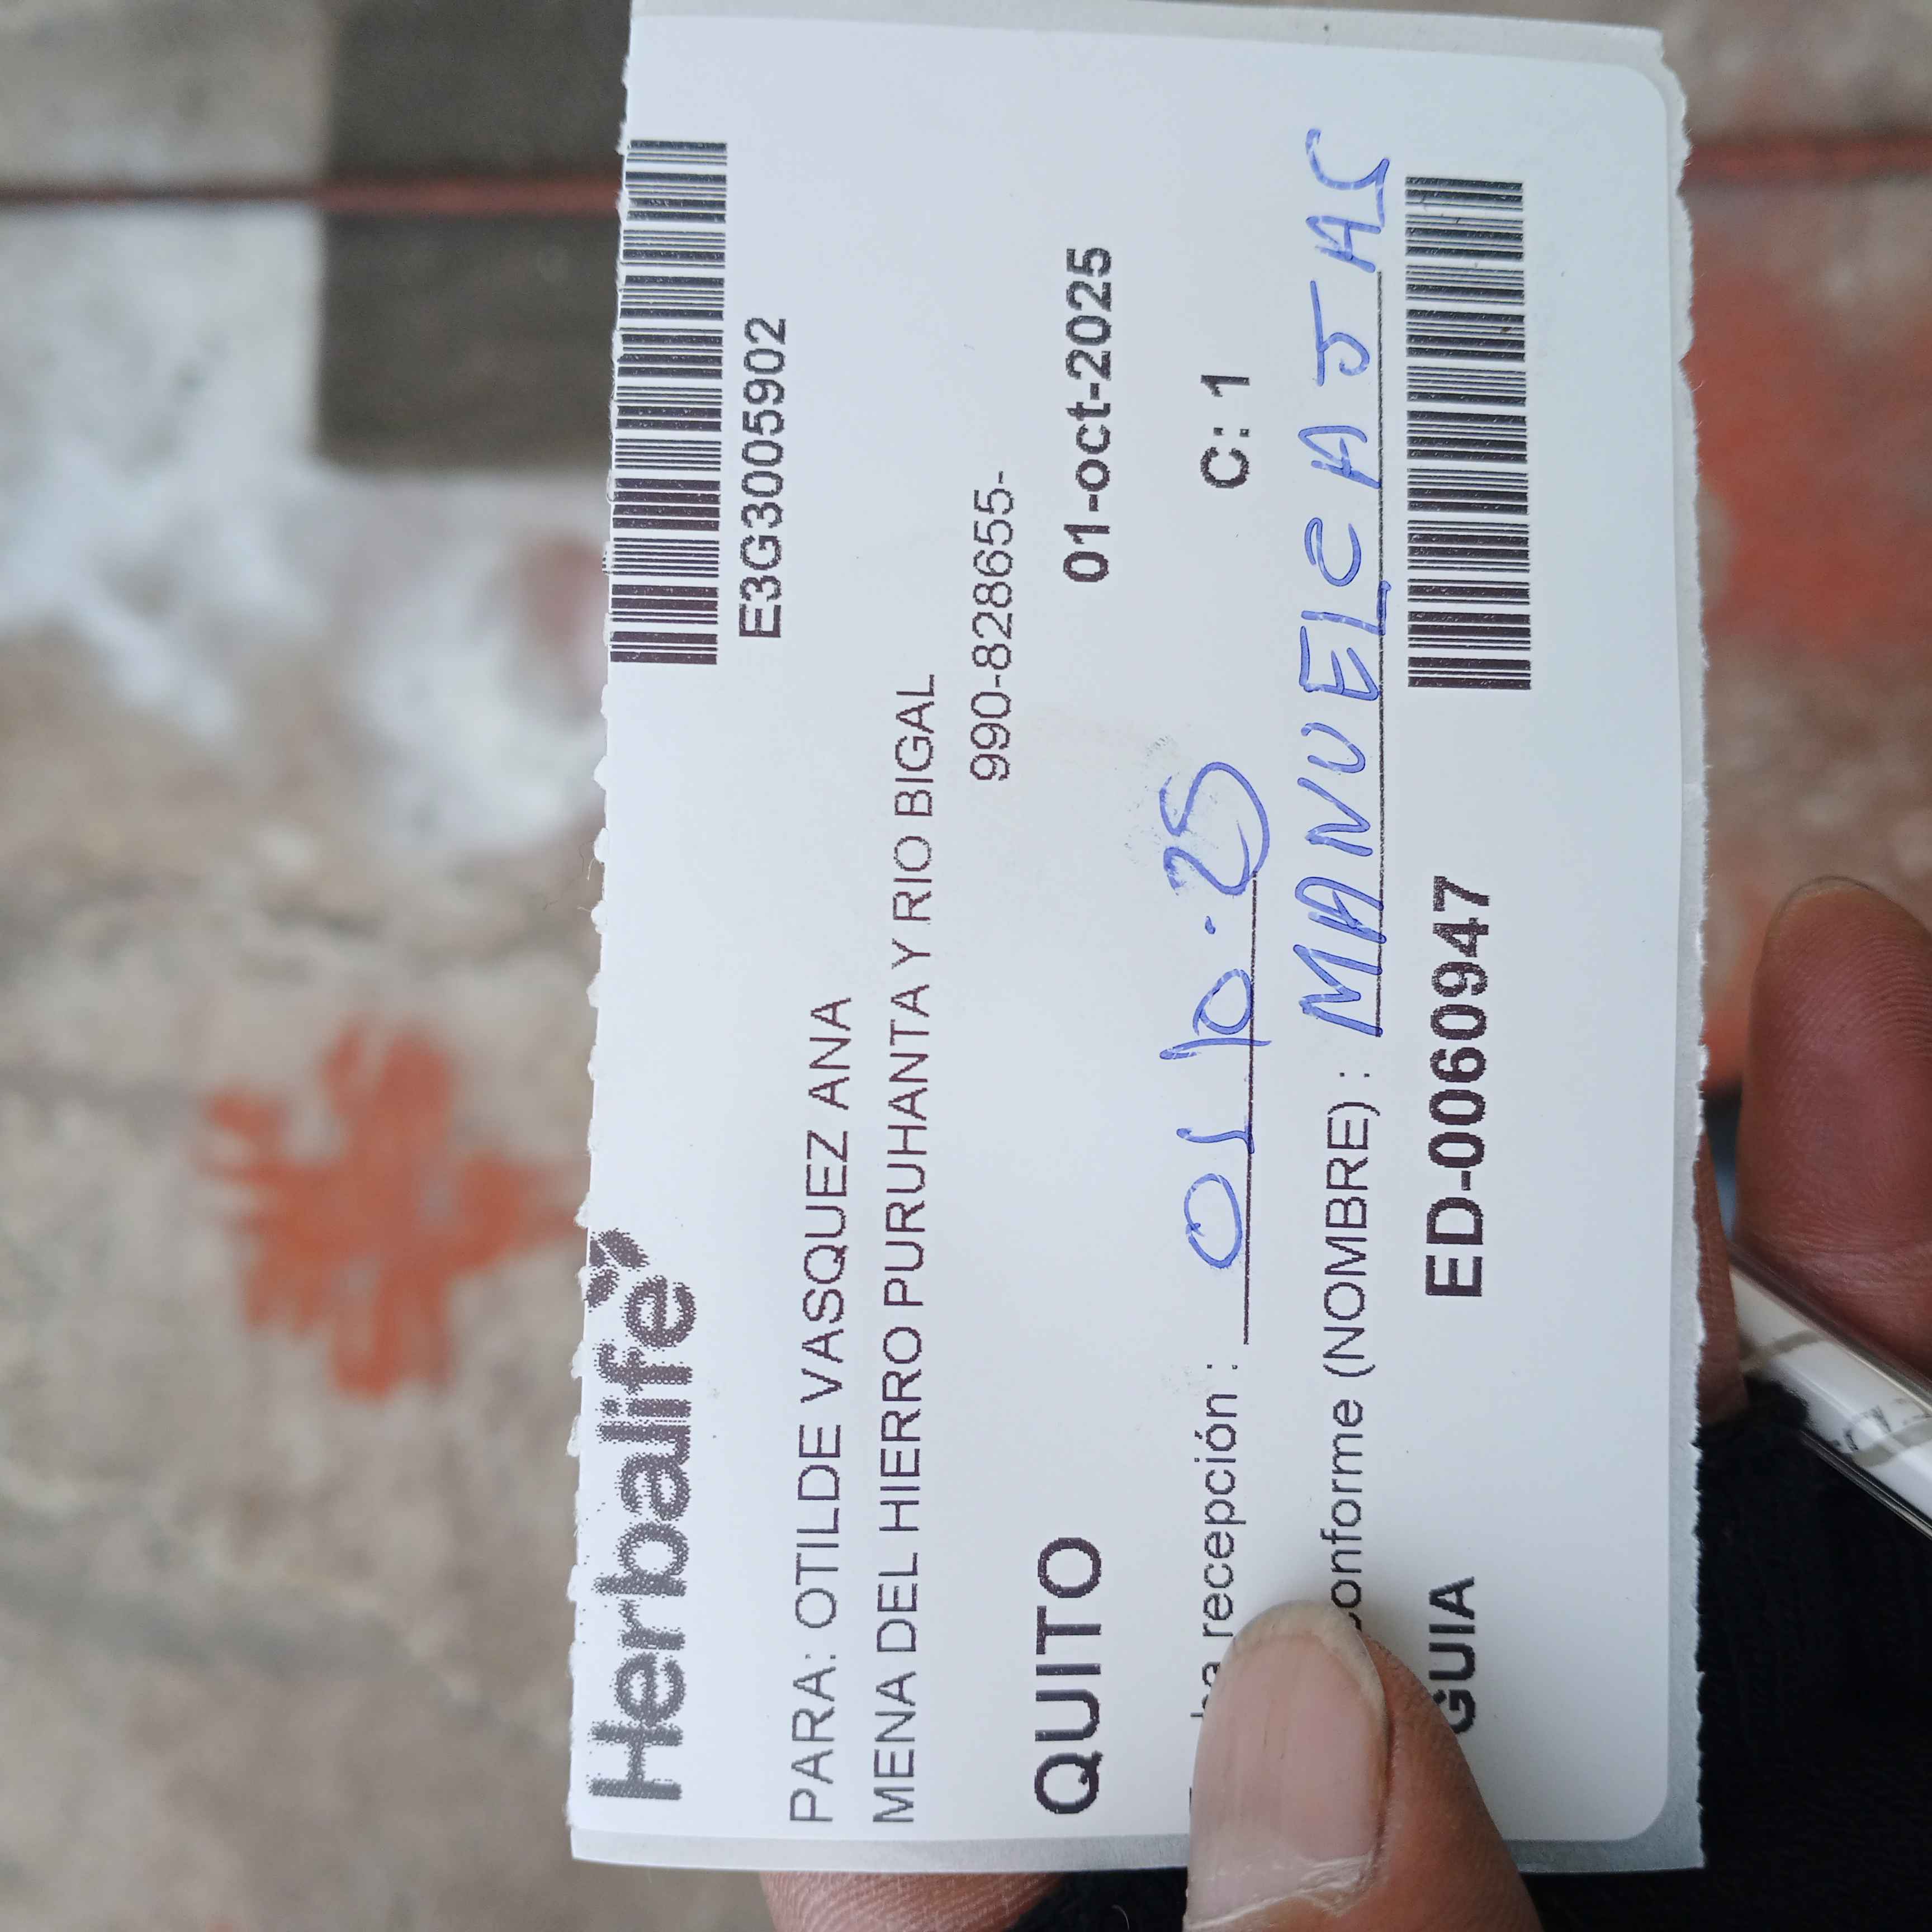 Herbalife
E3G3005902
PARA: OTILDE VASQUEZ ANA
MENA DEL HIERRO PURUHANTA Y RIO BIGAL
990-828655-
QUITO 01-oct-2025
recepción : 01 10.25 C: 1
conforme (NOMBRE) : MANUEL CAJAS
GUIA ED-0060947